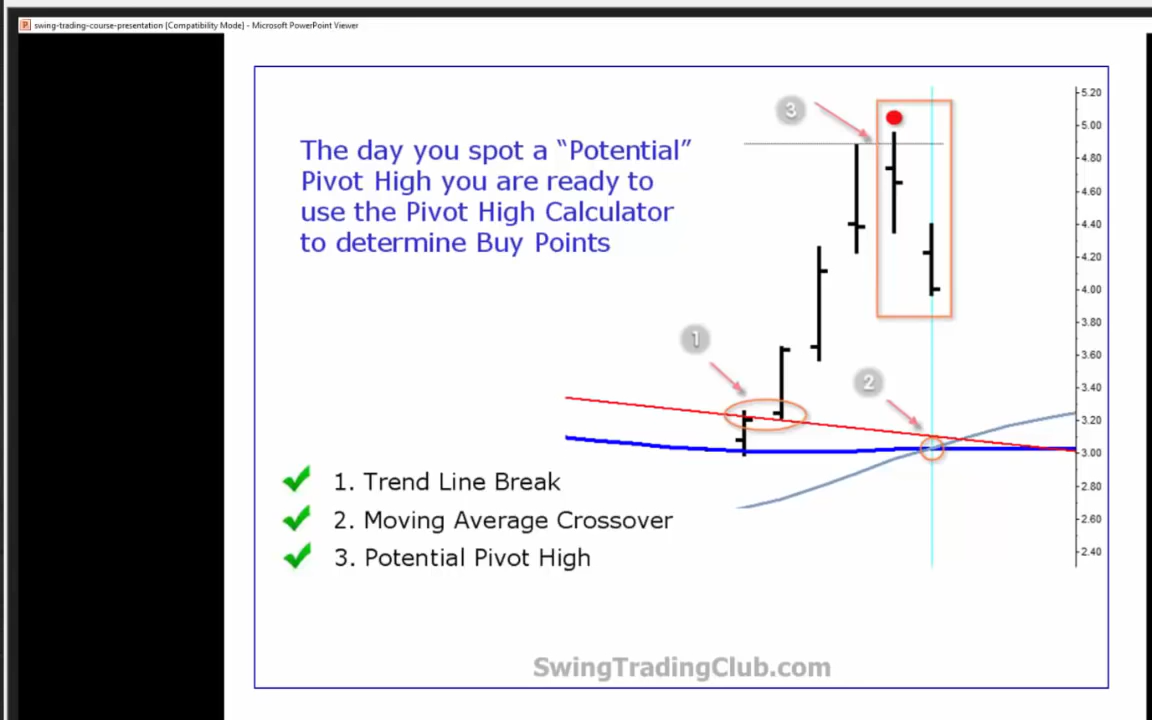 swing-trading-course-presentation [Compatibility Mode] - Microsoft PowerPoint Viewer
The day you spot a “Potential”
Pivot High you are ready to
use the Pivot High Calculator
to determine Buy Points
3
1
2
5.20
5.00
4.80
4.60
4.40
4.20
4.00
3.80
3.60
3.40
3.20
3.00
2.80
2.60
2.40
1. Trend Line Break
2. Moving Average Crossover
3. Potential Pivot High
SwingTradingClub.com